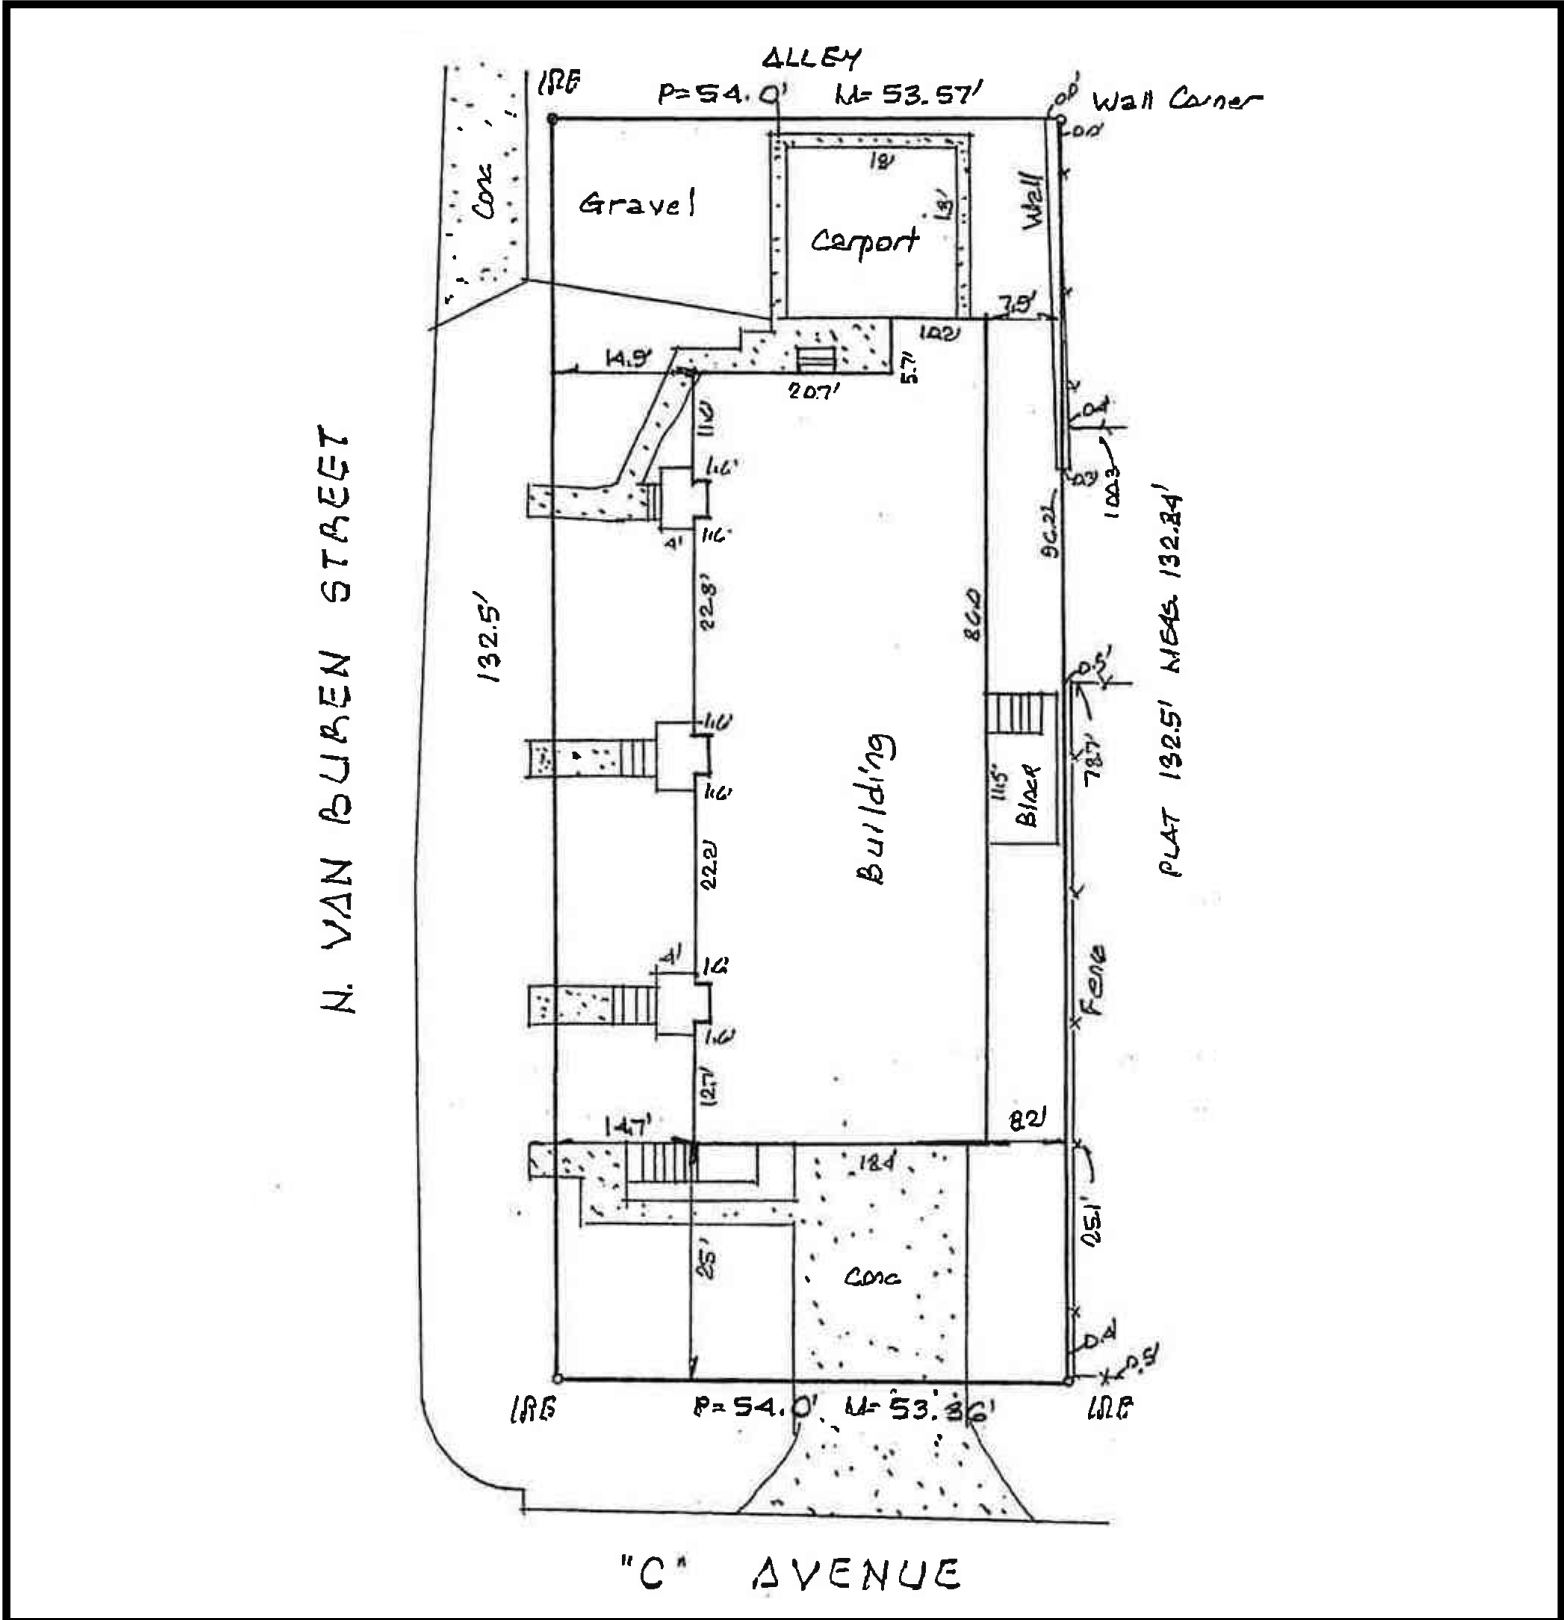 ALLEY
IRE
P=54.0' M=53.57'
0.0' Wall Corner
0.0'
Conc
Gravel
18'
18'
Carport
Wall
7.9'
10.2'
14.9'
20.7'
5.7'
11.0'
0.4'
1.6'
0.3'
100.3
1.6'
4'
96.2'
N. VAN BUREN STREET
132.5'
22.8'
86.0
PLAT 132.5' MEAS. 132.84'
0.5'
1.6'
78.7'
Building
11.5'
Block
1.6'
22.2'
4'
1.6'
Fence
1.6'
12.7'
14.7'
8.2'
18.4'
25.1'
25'
Conc
0.4'
0.5'
IRE
P=54.0' M=53.36'
IRE
"C" AVENUE